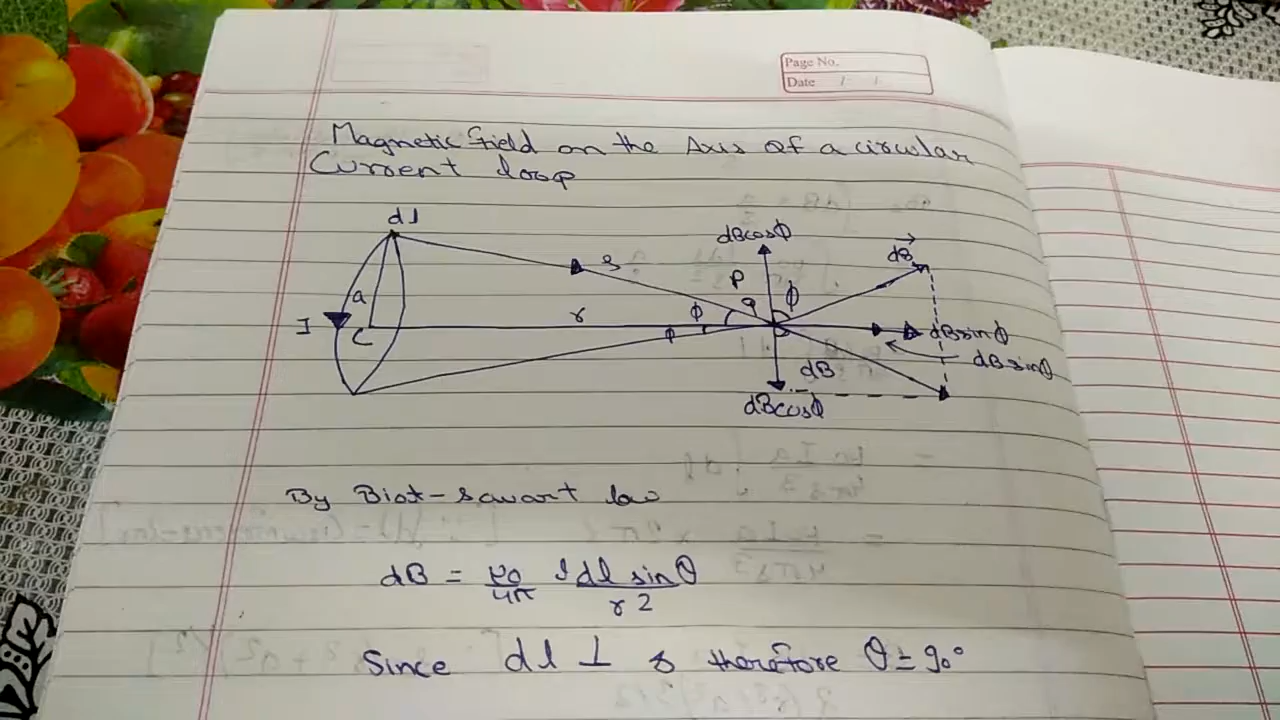 Page No.
Date / /
Magnetic field on the Axis of a circular
Current loop
dl
dBcosϕ
dB
s
P
a
ϕ
a
ϕ
I
C
r
ϕ
dBsinϕ
dBsinϕ
dB
dBcosϕ
By Biot-savart law
dB = μ0/4π I dl sinθ/r2
Since dl ⊥ s therefore θ = 90°